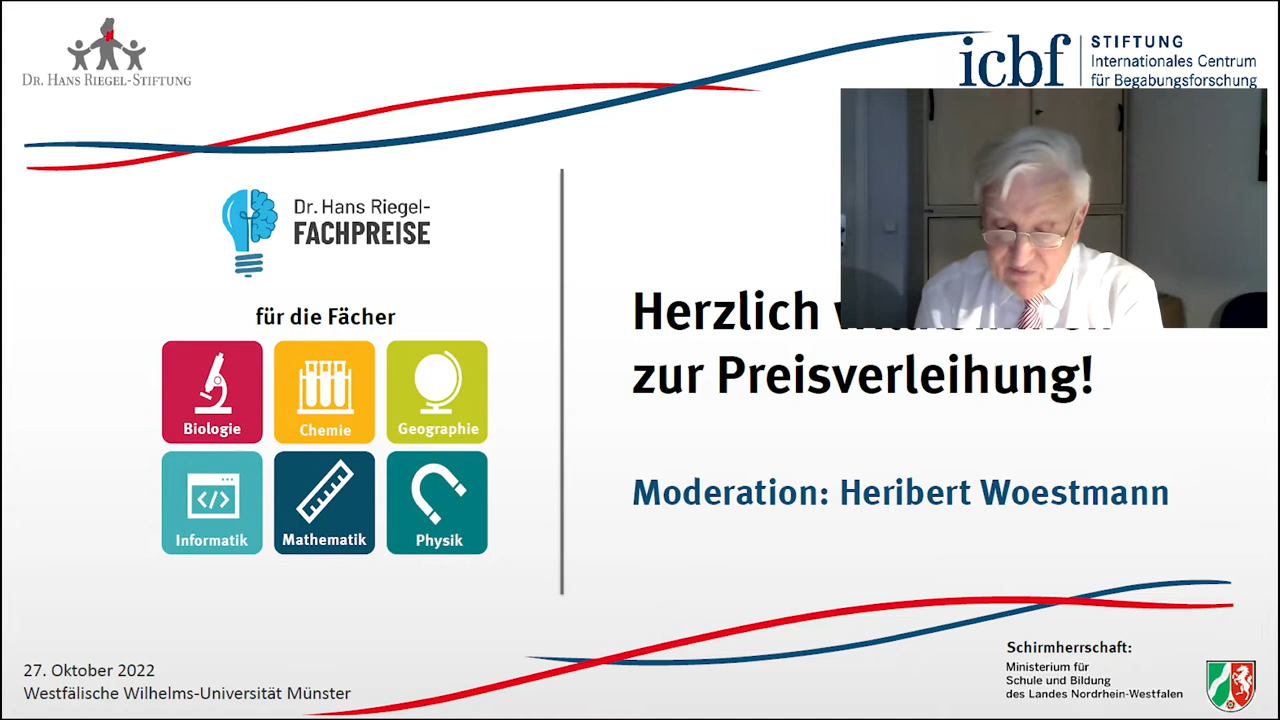 Dr. Hans Riegel-Stiftung
icbf
STIFTUNG
Internationales Centrum
für Begabungsforschung
Dr. Hans Riegel-
FACHPREISE
für die Fächer
Biologie
Chemie
Geographie
Informatik
Mathematik
Physik
Herzlich
zur Preisverleihung!
Moderation: Heribert Woestmann
27. Oktober 2022
Westfälische Wilhelms-Universität Münster
Schirmherrschaft:
Ministerium für
Schule und Bildung
des Landes Nordrhein-Westfalen